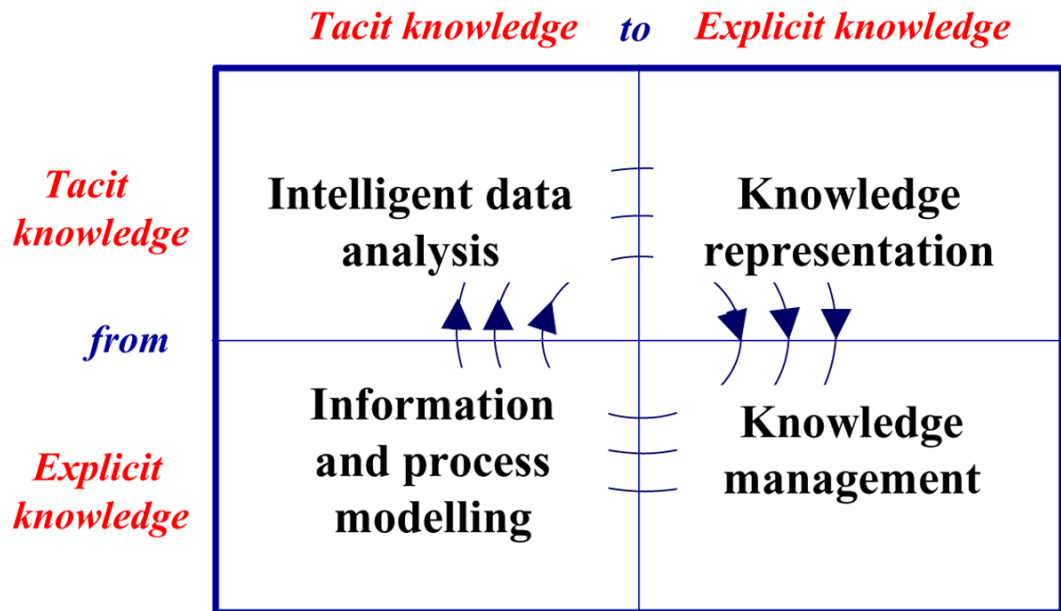 Tacit knowledge to Explicit knowledge
Tacit
knowledge
Intelligent data
analysis
Knowledge
representation
from
Explicit
knowledge
Information
and process
modelling
Knowledge
management